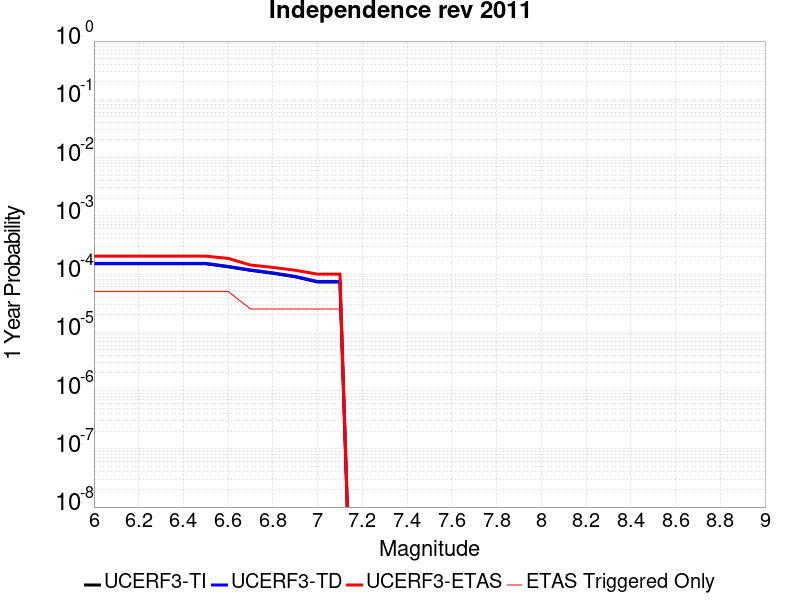 Independence rev 2011
1 Year Probability
10^0
10^-1
10^-2
10^-3
10^-4
10^-5
10^-6
10^-7
10^-8
6 6.2 6.4 6.6 6.8 7 7.2 7.4 7.6 7.8 8 8.2 8.4 8.6 8.8 9
Magnitude
UCERF3-TI UCERF3-TD UCERF3-ETAS ETAS Triggered Only